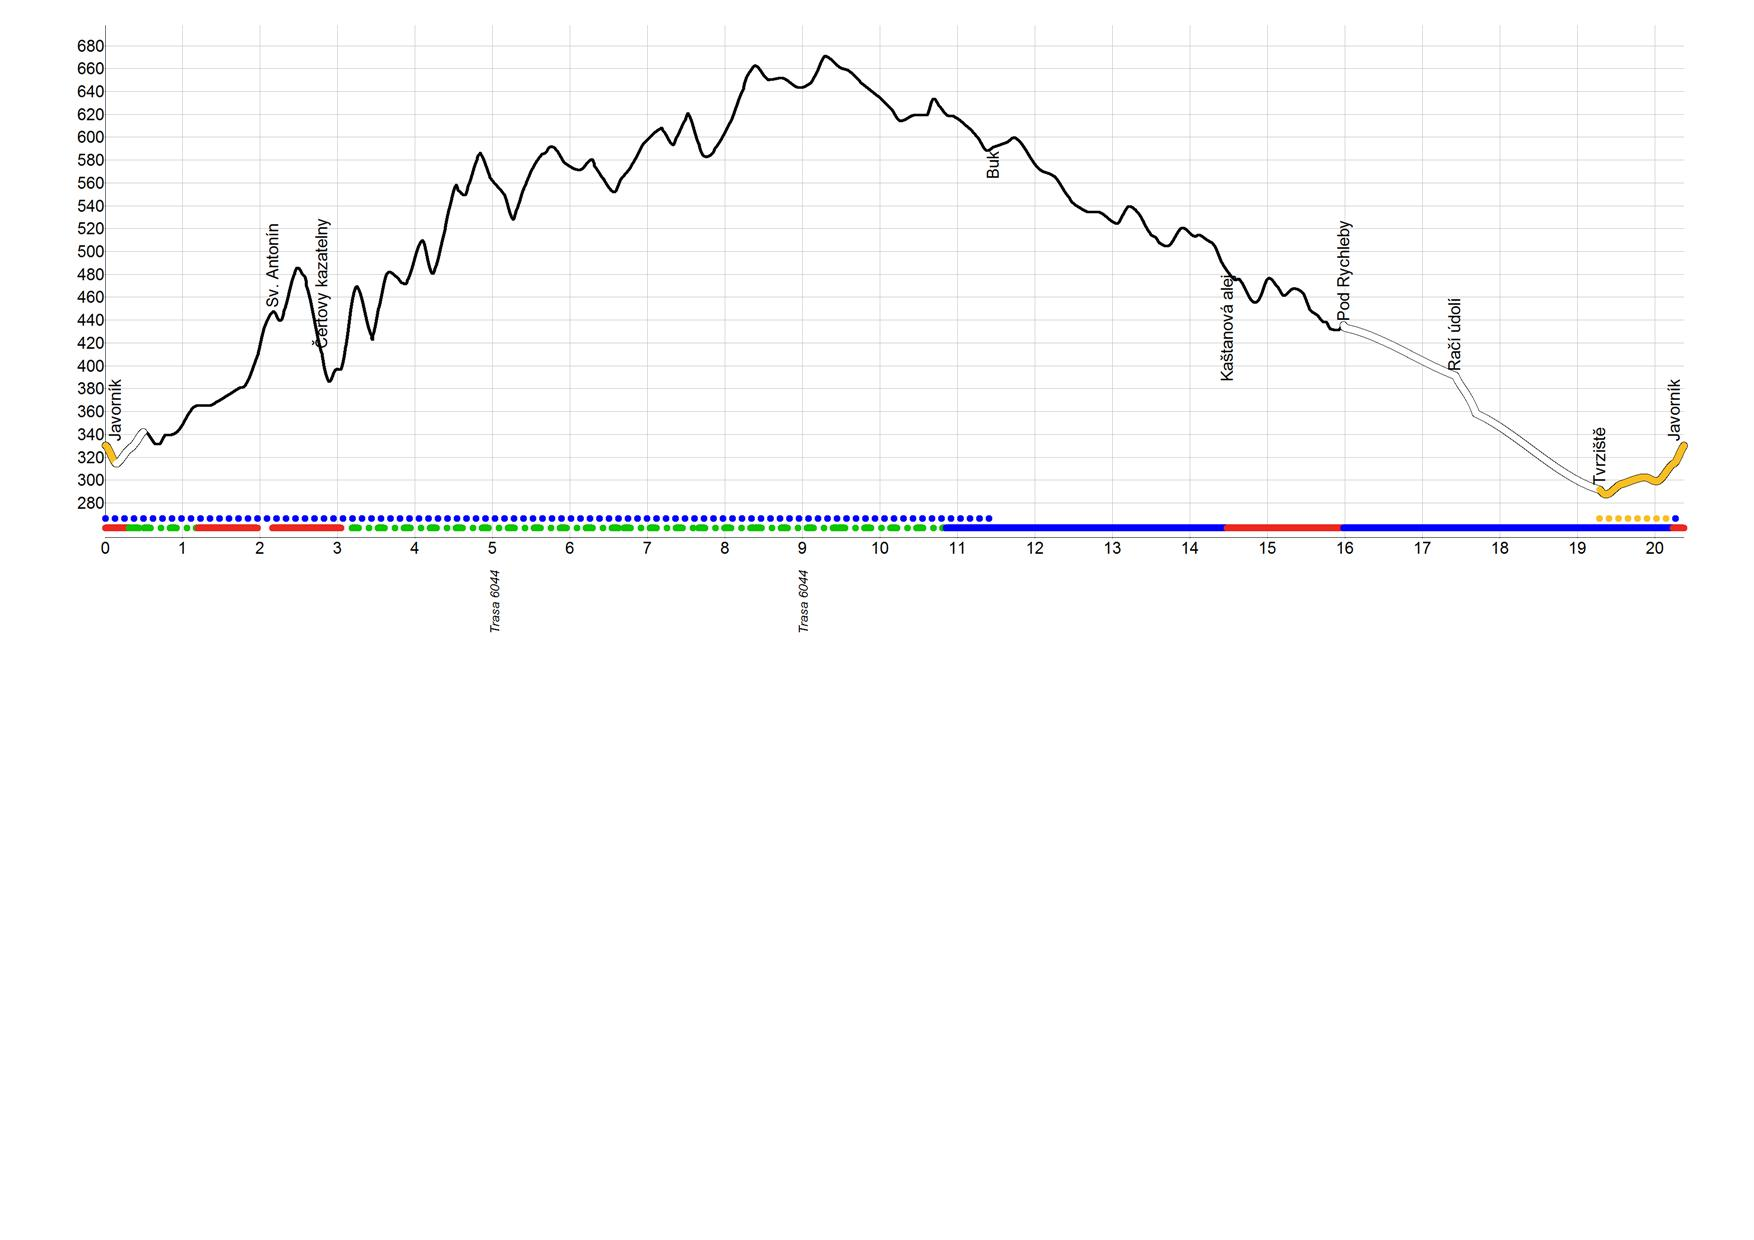 680
660
640
620
600
580
560
540
520
500
480
460
440
420
400
380
360
340
320
300
280
Javorník
Sv. Antonín
Čertovy kazatelny
Buk
Kaštanová alej
Pod Rychleby
Račí údolí
Tvrziště
Javorník
0 1 2 3 4 5 6 7 8 9 10 11 12 13 14 15 16 17 18 19 20
Trasa 6044
Trasa 6044